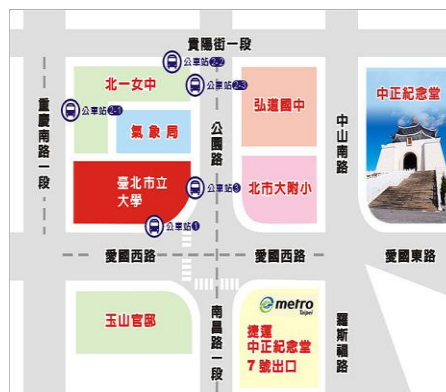 貴陽街一段
公車站2-2
北一女中
公車站2-3
弘道國中
中正紀念堂
重慶南路一段
公車站2-1
氣象局
公園路
中山南路
臺北市立
大學
公車站3
北市大附小
公車站1
愛國西路
愛國西路
愛國東路
玉山官邸
南昌路一段
metro
Taipei
捷運
中正紀念堂
7號出口
羅斯福路